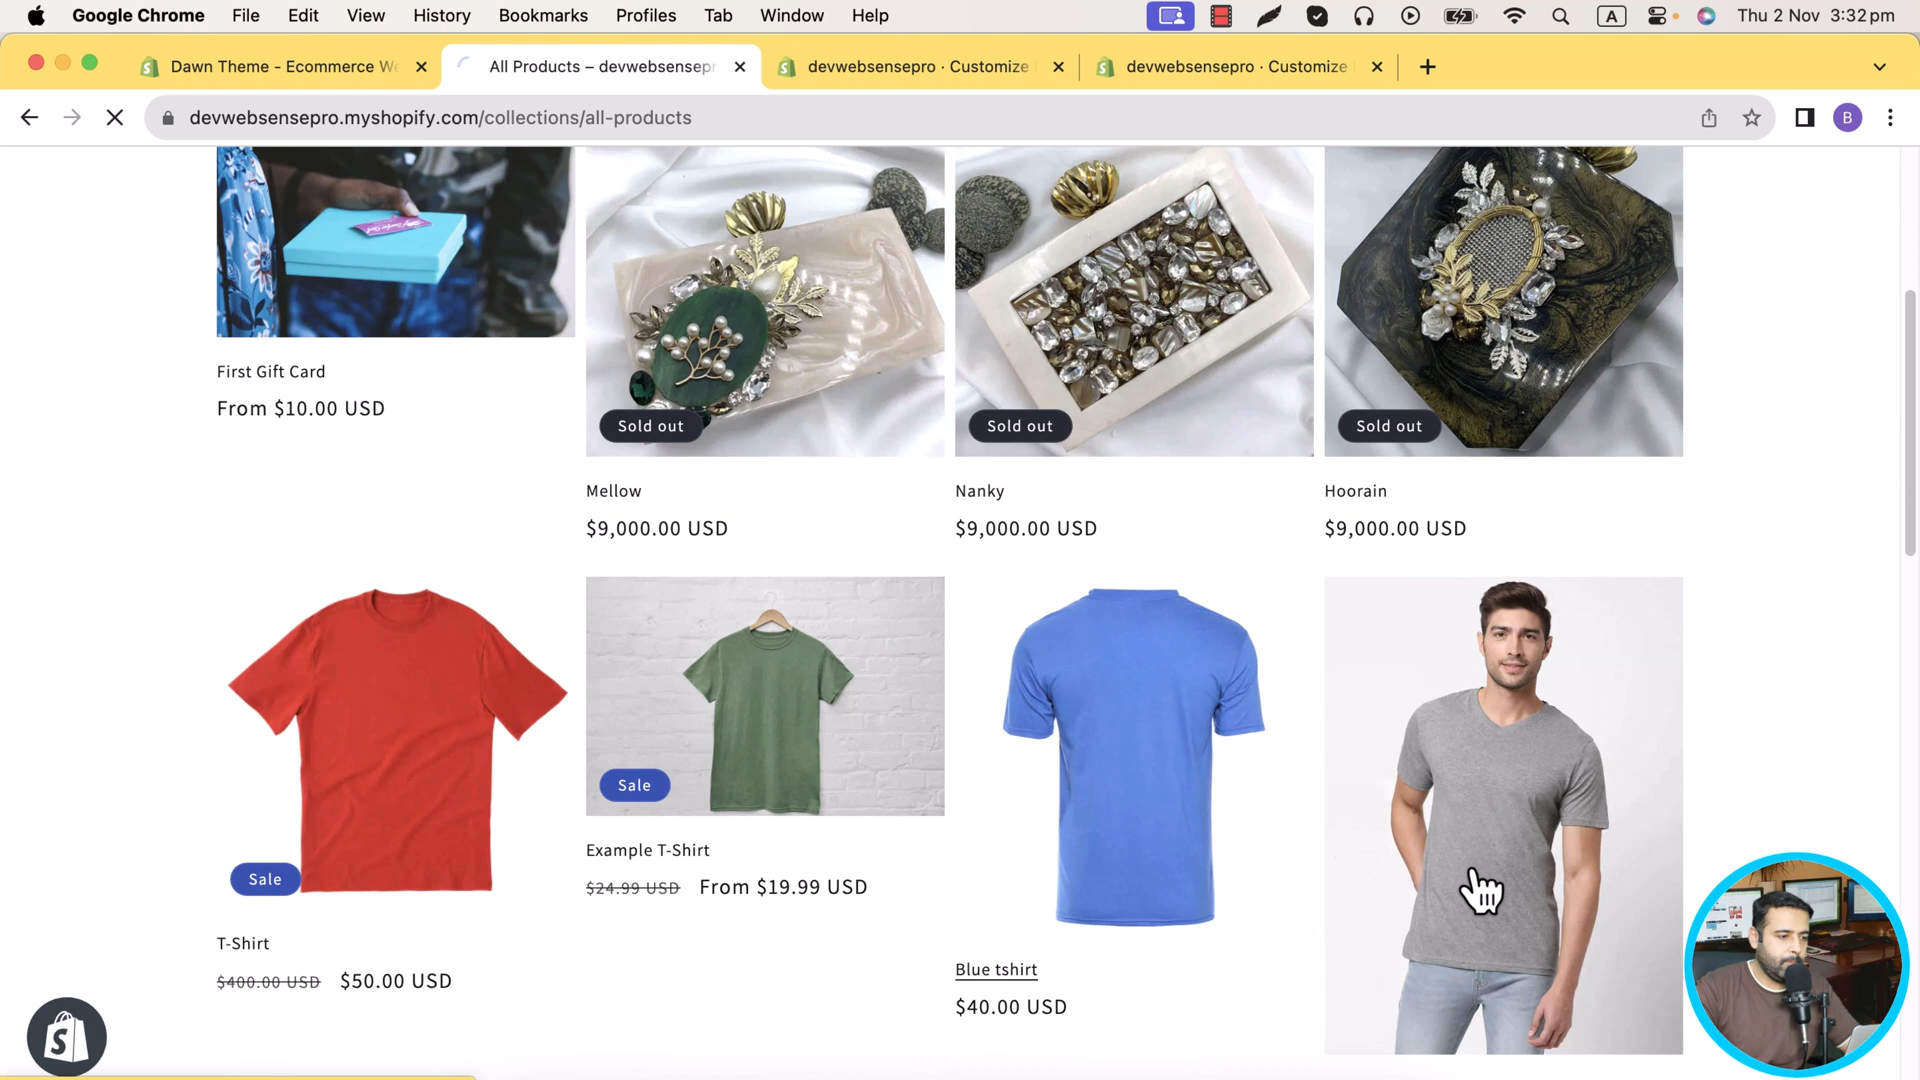 Google Chrome File Edit View History Bookmarks Profiles Tab Window Help A Thu 2 Nov 3:32 pm
Dawn Theme - Ecommerce We All Products – devwebsensepr devwebsensepro · Customize devwebsensepro · Customize
devwebsensepro.myshopify.com/collections/all-products B
Sold out Sold out Sold out
First Gift Card
From $10.00 USD
Mellow Nanky Hoorain
$9,000.00 USD $9,000.00 USD $9,000.00 USD
Sale Sale
Example T-Shirt
$24.99 USD From $19.99 USD
T-Shirt
$400.00 USD $50.00 USD
Blue tshirt
$40.00 USD